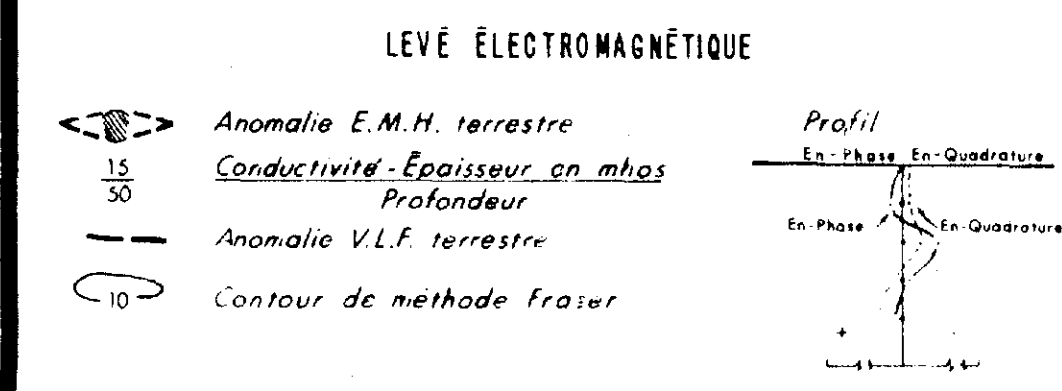 LEVÉ ÉLECTROMAGNÉTIQUE
Anomalie E.M.H. terrestre
15 Conductivité - Épaisseur en mhos
50 Profondeur
Anomalie V.L.F. terrestre
10 Contour de méthode Fraser
Profil
En-Phase En-Quadrature
En-Phase En-Quadrature
+